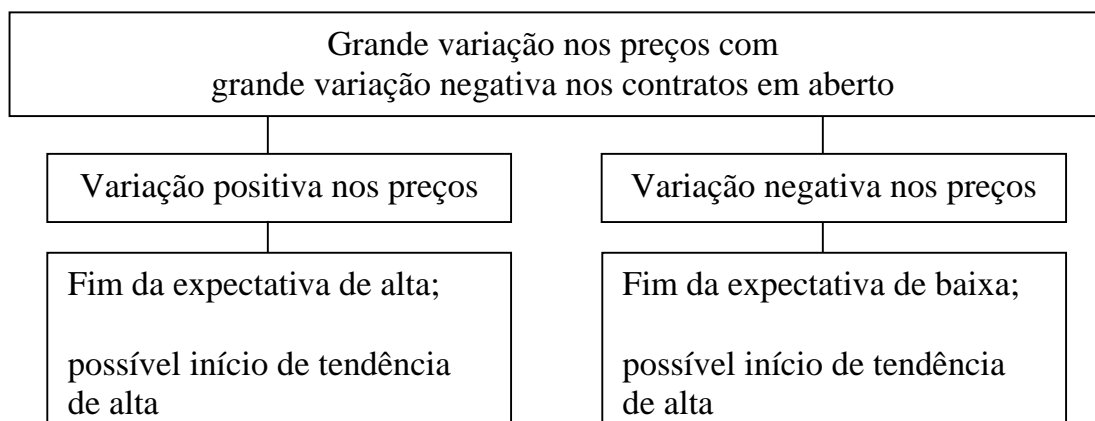 Grande variação nos preços com
grande variação negativa nos contratos em aberto
Variação positiva nos preços
Variação negativa nos preços
Fim da expectativa de alta;
possível início de tendência
de alta
Fim da expectativa de baixa;
possível início de tendência
de alta